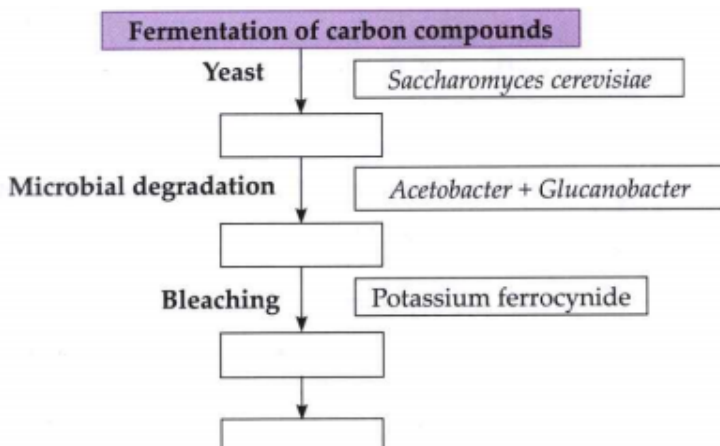 Fermentation of carbon compounds
Yeast
Saccharomyces cerevisiae
Microbial degradation
Acetobacter + Glucanobacter
Bleaching
Potassium ferrocynide